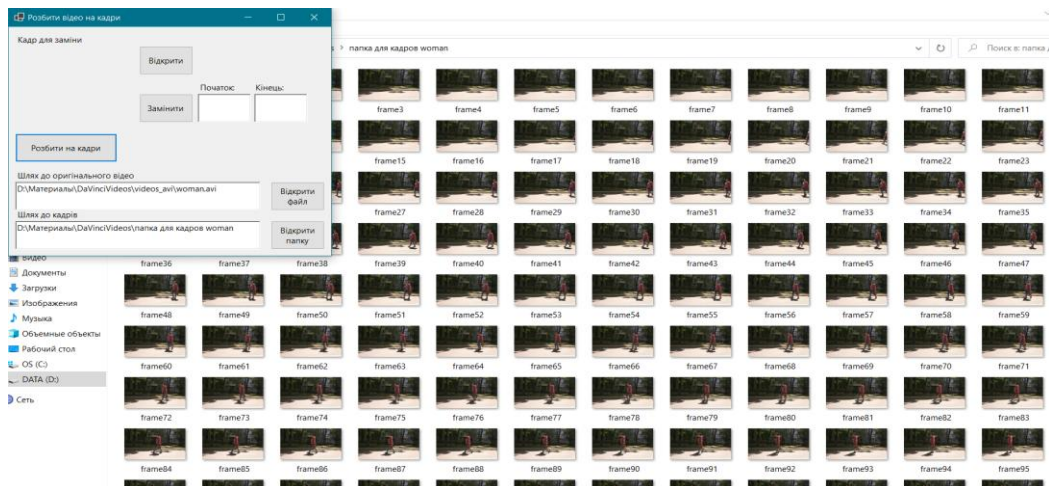 Розбити відео на кадри
Кадр для заміни
Відкрити
Початок: Кінець:
Замінити
Розбити на кадри
Шлях до оригінального відео
D:\Материалы\DaVinciVideos\videos_avi\woman.avi
Відкрити
файл
Шлях до кадрів
D:\Материалы\DaVinciVideos\папка для кадров woman
Відкрити
папку
папка для кадров woman
Поиск в: папка
frame3 frame4 frame5 frame6 frame7 frame8 frame9 frame10 frame11
frame15 frame16 frame17 frame18 frame19 frame20 frame21 frame22 frame23
frame27 frame28 frame29 frame30 frame31 frame32 frame33 frame34 frame35
frame36 frame37 frame38 frame39 frame40 frame41 frame42 frame43 frame44 frame45 frame46 frame47
frame48 frame49 frame50 frame51 frame52 frame53 frame54 frame55 frame56 frame57 frame58 frame59
frame60 frame61 frame62 frame63 frame64 frame65 frame66 frame67 frame68 frame69 frame70 frame71
frame72 frame73 frame74 frame75 frame76 frame77 frame78 frame79 frame80 frame81 frame82 frame83
frame84 frame85 frame86 frame87 frame88 frame89 frame90 frame91 frame92 frame93 frame94 frame95
Видео
Документы
Загрузки
Изображения
Музыка
Объемные объекты
Рабочий стол
OS (C:)
DATA (D:)
Сеть